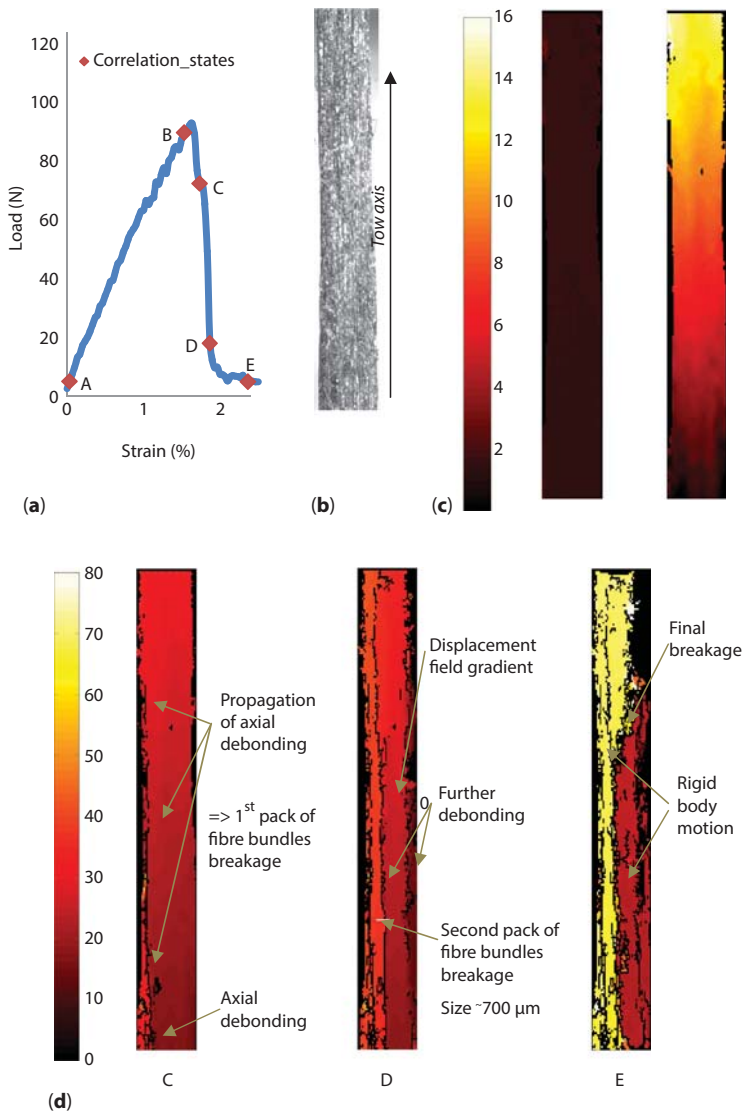 120
100
80
60
40
20
0
Load (N)
Correlation_states
A
B
C
D
E
0
1
2
Strain (%)
(a)
Tow axis
(b)
16
14
12
10
8
6
4
2
(c)
80
70
60
50
40
30
20
10
0
Propagation
of axial
debonding
=> 1st pack of
fibre bundles
breakage
Axial
debonding
C
Displacement
field gradient
0
Further
debonding
Second pack of
fibre bundles
breakage
Size ~700 µm
D
Final
breakage
Rigid
body
motion
E
(d)